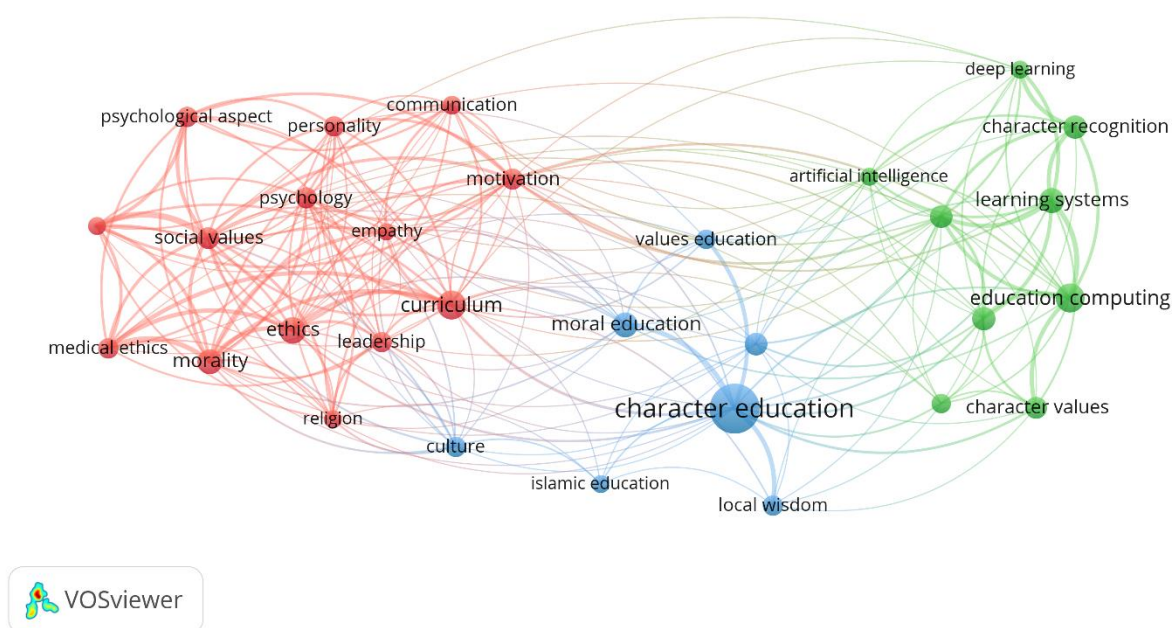 deep learning
communication
psychological aspect
personality
character recognition
artificial intelligence
motivation
psychology
learning systems
empathy
social values
values education
education computing
curriculum
moral education
ethics
leadership
medical ethics
morality
character education
character values
religion
culture
islamic education
local wisdom
VOSviewer